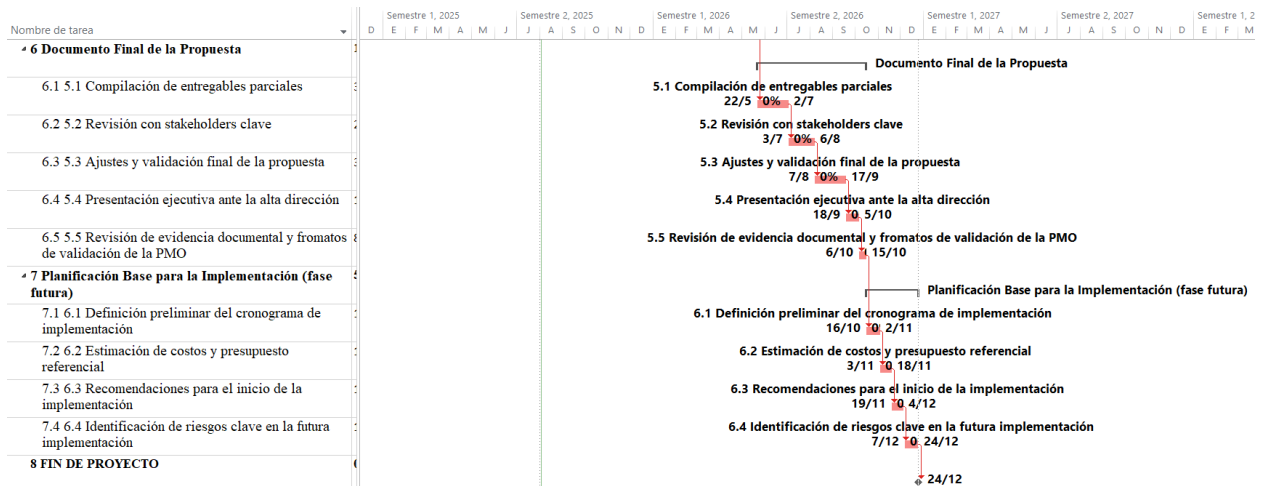 Semestre 1, 2025 Semestre 2, 2025 Semestre 1, 2026 Semestre 2, 2026 Semestre 1, 2027 Semestre 2, 2027 Semestre 1, 2
Nombre de tarea D E F M A M J J A S O N D E F M A M J J A S O N D E F M A M J J A S O N D E F M
6 Documento Final de la Propuesta
Documento Final de la Propuesta
6.1 5.1 Compilación de entregables parciales
5.1 Compilación de entregables parciales
22/5 0% 2/7
6.2 5.2 Revisión con stakeholders clave
5.2 Revisión con stakeholders clave
3/7 0% 6/8
6.3 5.3 Ajustes y validación final de la propuesta
5.3 Ajustes y validación final de la propuesta
7/8 0% 17/9
6.4 5.4 Presentación ejecutiva ante la alta dirección
5.4 Presentación ejecutiva ante la alta dirección
18/9 0 5/10
6.5 5.5 Revisión de evidencia documental y fromatos
de validación de la PMO
5.5 Revisión de evidencia documental y fromatos de validación de la PMO
6/10 15/10
7 Planificación Base para la Implementación (fase
futura)
Planificación Base para la Implementación (fase futura)
7.1 6.1 Definición preliminar del cronograma de
implementación
6.1 Definición preliminar del cronograma de implementación
16/10 0 2/11
7.2 6.2 Estimación de costos y presupuesto
referencial
6.2 Estimación de costos y presupuesto referencial
3/11 0 18/11
7.3 6.3 Recomendaciones para el inicio de la
implementación
6.3 Recomendaciones para el inicio de la implementación
19/11 0 4/12
7.4 6.4 Identificación de riesgos clave en la futura
implementación
6.4 Identificación de riesgos clave en la futura implementación
7/12 0 24/12
8 FIN DE PROYECTO
24/12